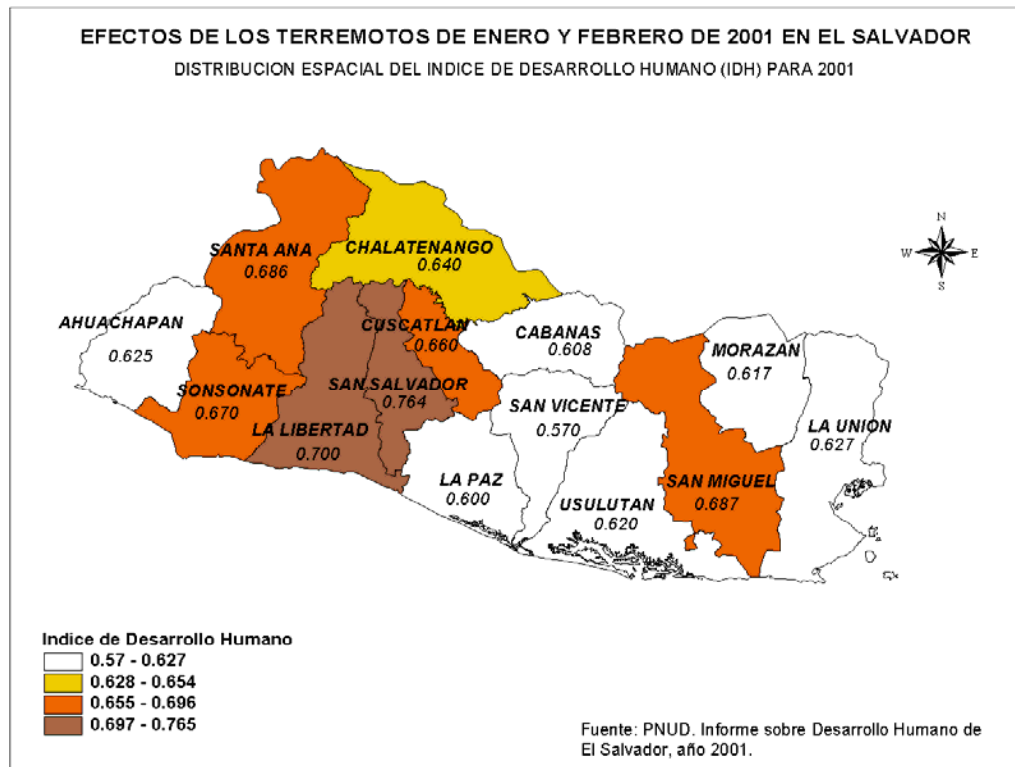 EFECTOS DE LOS TERREMOTOS DE ENERO Y FEBRERO DE 2001 EN EL SALVADOR
DISTRIBUCION ESPACIAL DEL INDICE DE DESARROLLO HUMANO (IDH) PARA 2001
N
W E
S
SANTA ANA
0.686
CHALATENANGO
0.640
AHUACHAPAN
0.625
CUSCATLAN
0.660
CABANAS
0.608
MORAZAN
0.617
SONSONATE
0.670
SAN SALVADOR
0.764
SAN VICENTE
0.570
LA UNION
0.627
LA LIBERTAD
0.700
LA PAZ
0.600
USULUTAN
0.620
SAN MIGUEL
0.687
Indice de Desarrollo Humano
0.57 - 0.627
0.628 - 0.654
0.655 - 0.696
0.697 - 0.765
Fuente: PNUD. Informe sobre Desarrollo Humano de
El Salvador, año 2001.